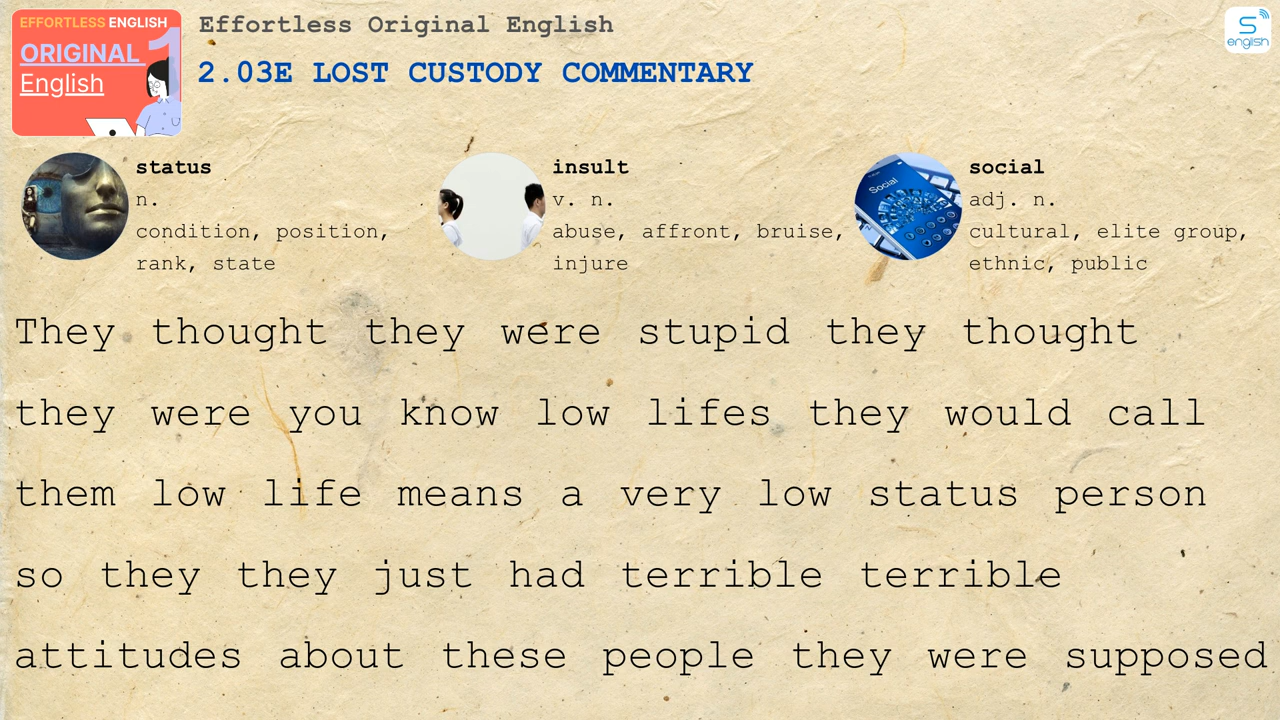 EFFORTLESS ENGLISH
ORIGINAL 1
English
Effortless Original English
2.03E LOST CUSTODY COMMENTARY
S
english
status
n.
condition, position,
rank, state
insult
v. n.
abuse, affront, bruise,
injure
Social
social
adj. n.
cultural, elite group,
ethnic, public
They thought they were stupid they thought
they were you know low lifes they would call
them low life means a very low status person
so they they just had terrible terrible
attitudes about these people they were supposed